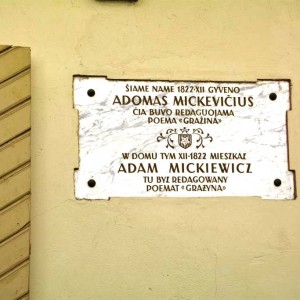 ŠIAME NAME 1822·XII GYVENO
ADOMAS MICKEVIČIUS
ČIA BUVO REDAGUOJAMA
POEMA «GRAŽINA»
W DOMU TYM XII·1822 MIESZKAŁ
ADAM MICKIEWICZ
TU BYŁ REDAGOWANY
POEMAT «GRAŻYNA»